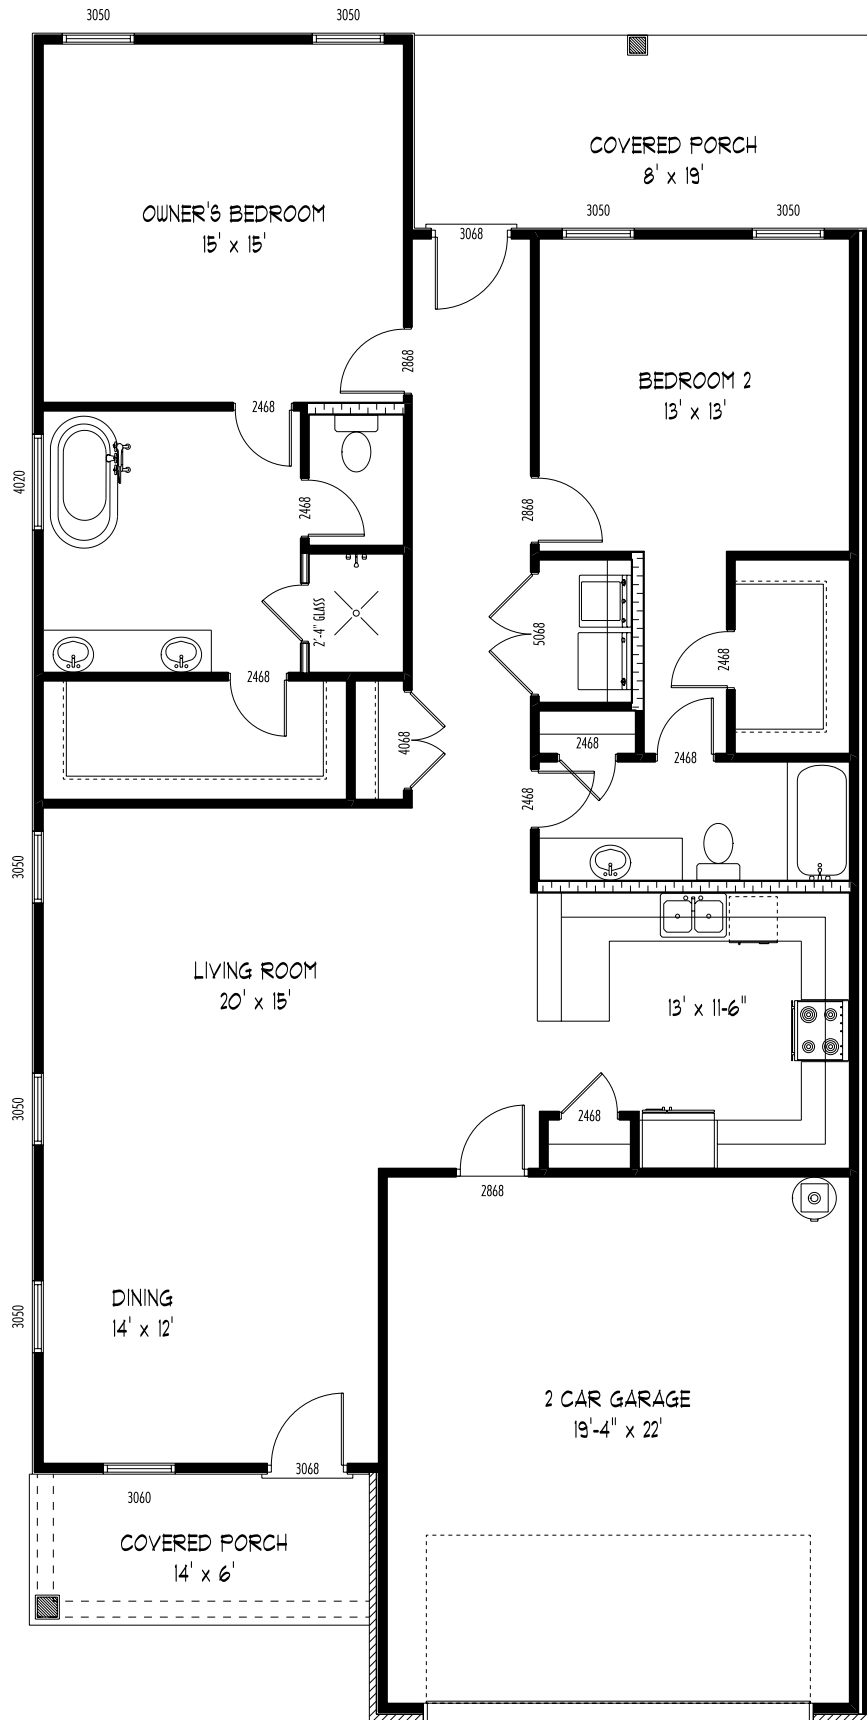 3050
3050
COVERED PORCH
8' x 19'
OWNER'S BEDROOM
15' x 15'
3050
3050
3068
2868
BEDROOM 2
13' x 13'
2468
4020
2468
2868
2'-4" GLASS
5068
2468
2468
4068
2468
2468
2468
3050
LIVING ROOM
20' x 15'
13' x 11-6"
3050
2468
2868
DINING
14' x 12'
3050
2 CAR GARAGE
19'-4" x 22'
3068
3060
COVERED PORCH
14' x 6'